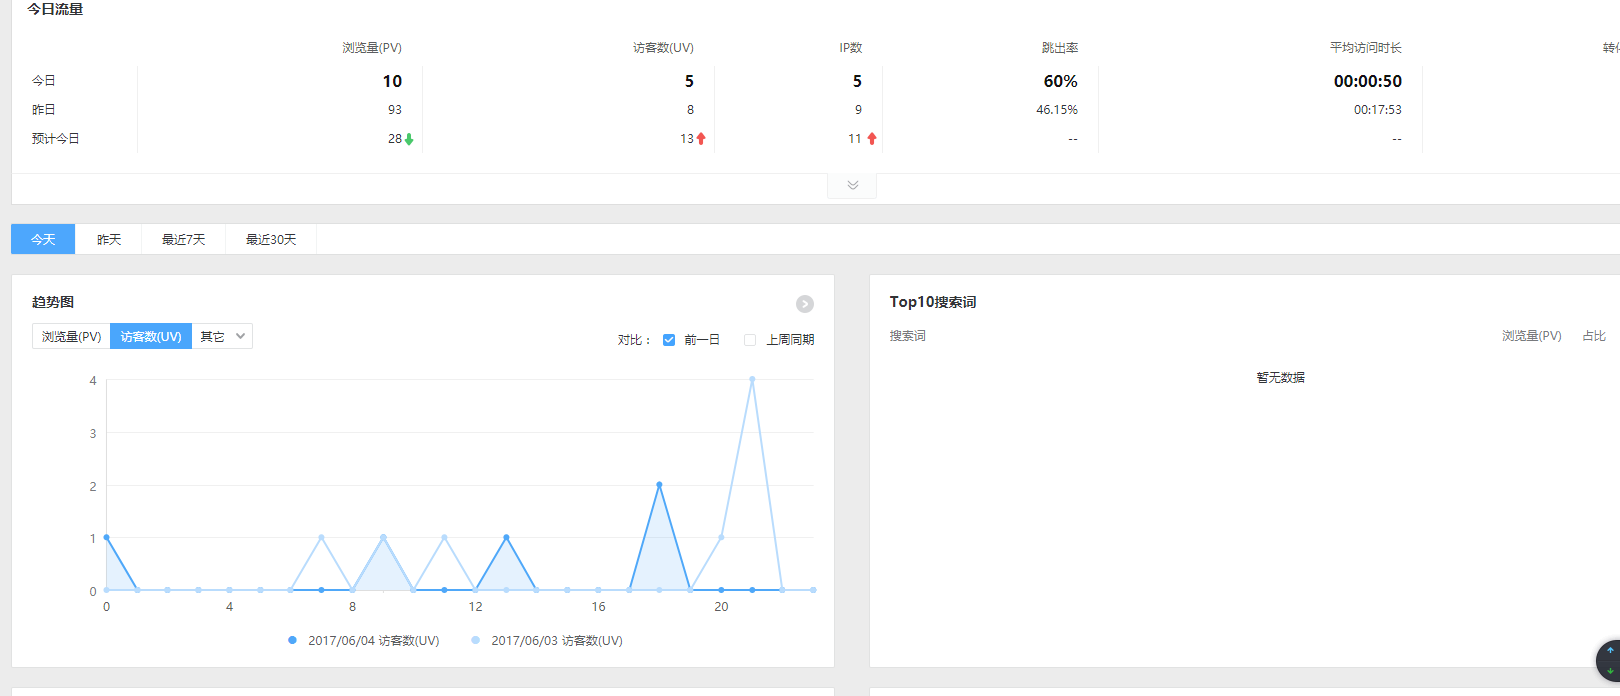 今日流量
浏览量(PV) 访客数(UV) IP数 跳出率 平均访问时长
今日 10 5 5 60% 00:00:50
昨日 93 8 9 46.15% 00:17:53
预计今日 28 13 11 -- --
今天 昨天 最近7天 最近30天
趋势图
浏览量(PV) 访客数(UV) 其它
对比： 前一日 上周同期
4
3
2
1
0
0 4 8 12 16 20
2017/06/04 访客数(UV) 2017/06/03 访客数(UV)
Top10搜索词
搜索词 浏览量(PV) 占比
暂无数据